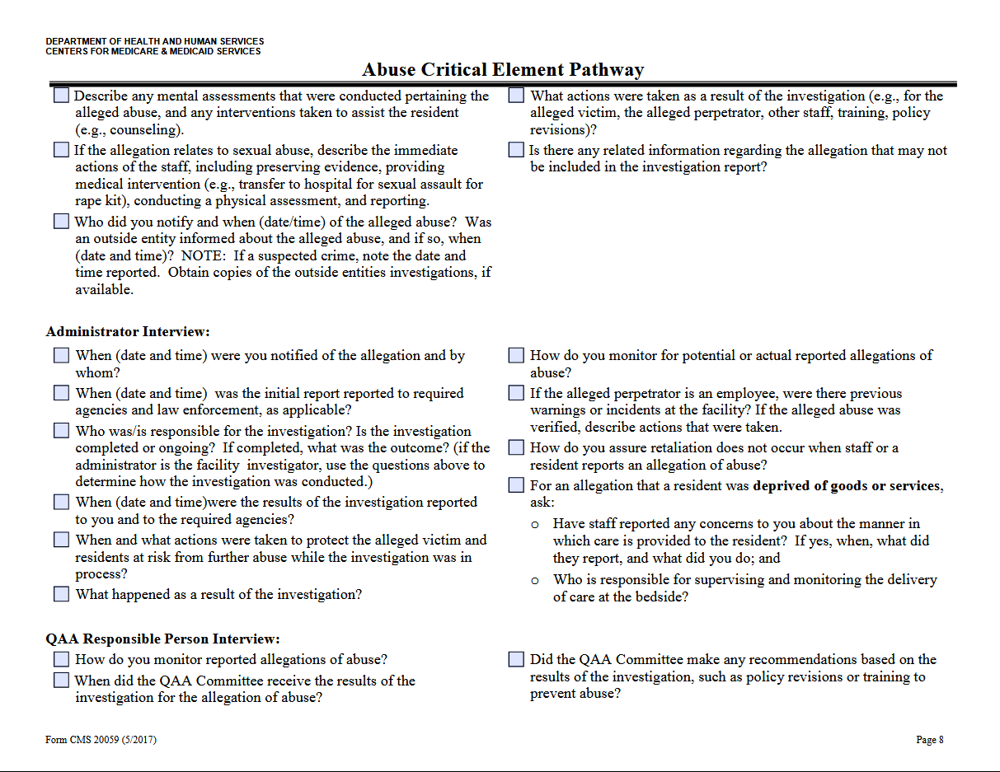 DEPARTMENT OF HEALTH AND HUMAN SERVICES
CENTERS FOR MEDICARE & MEDICAID SERVICES
Abuse Critical Element Pathway
Describe any mental assessments that were conducted pertaining the
alleged abuse, and any interventions taken to assist the resident
(e.g., counseling).
If the allegation relates to sexual abuse, describe the immediate
actions of the staff, including preserving evidence, providing
medical intervention (e.g., transfer to hospital for sexual assault for
rape kit), conducting a physical assessment, and reporting.
Who did you notify and when (date/time) of the alleged abuse?  Was
an outside entity informed about the alleged abuse, and if so, when
(date and time)?  NOTE:  If a suspected crime, note the date and
time reported.  Obtain copies of the outside entities investigations, if
available.
What actions were taken as a result of the investigation (e.g., for the
alleged victim, the alleged perpetrator, other staff, training, policy
revisions)?
Is there any related information regarding the allegation that may not
be included in the investigation report?
Administrator Interview:
When (date and time) were you notified of the allegation and by
whom?
When (date and time)  was the initial report reported to required
agencies and law enforcement, as applicable?
Who was/is responsible for the investigation? Is the investigation
completed or ongoing?  If completed, what was the outcome? (if the
administrator is the facility  investigator, use the questions above to
determine how the investigation was conducted.)
When (date and time)were the results of the investigation reported
to you and to the required agencies?
When and what actions were taken to protect the alleged victim and
residents at risk from further abuse while the investigation was in
process?
What happened as a result of the investigation?
How do you monitor for potential or actual reported allegations of
abuse?
If the alleged perpetrator is an employee, were there previous
warnings or incidents at the facility? If the alleged abuse was
verified, describe actions that were taken.
How do you assure retaliation does not occur when staff or a
resident reports an allegation of abuse?
For an allegation that a resident was deprived of goods or services,
ask:
o Have staff reported any concerns to you about the manner in
which care is provided to the resident?  If yes, when, what did
they report, and what did you do; and
o Who is responsible for supervising and monitoring the delivery
of care at the bedside?
QAA Responsible Person Interview:
How do you monitor reported allegations of abuse?
When did the QAA Committee receive the results of the
investigation for the allegation of abuse?
Did the QAA Committee make any recommendations based on the
results of the investigation, such as policy revisions or training to
prevent abuse?
Form CMS 20059 (5/2017)
Page 8